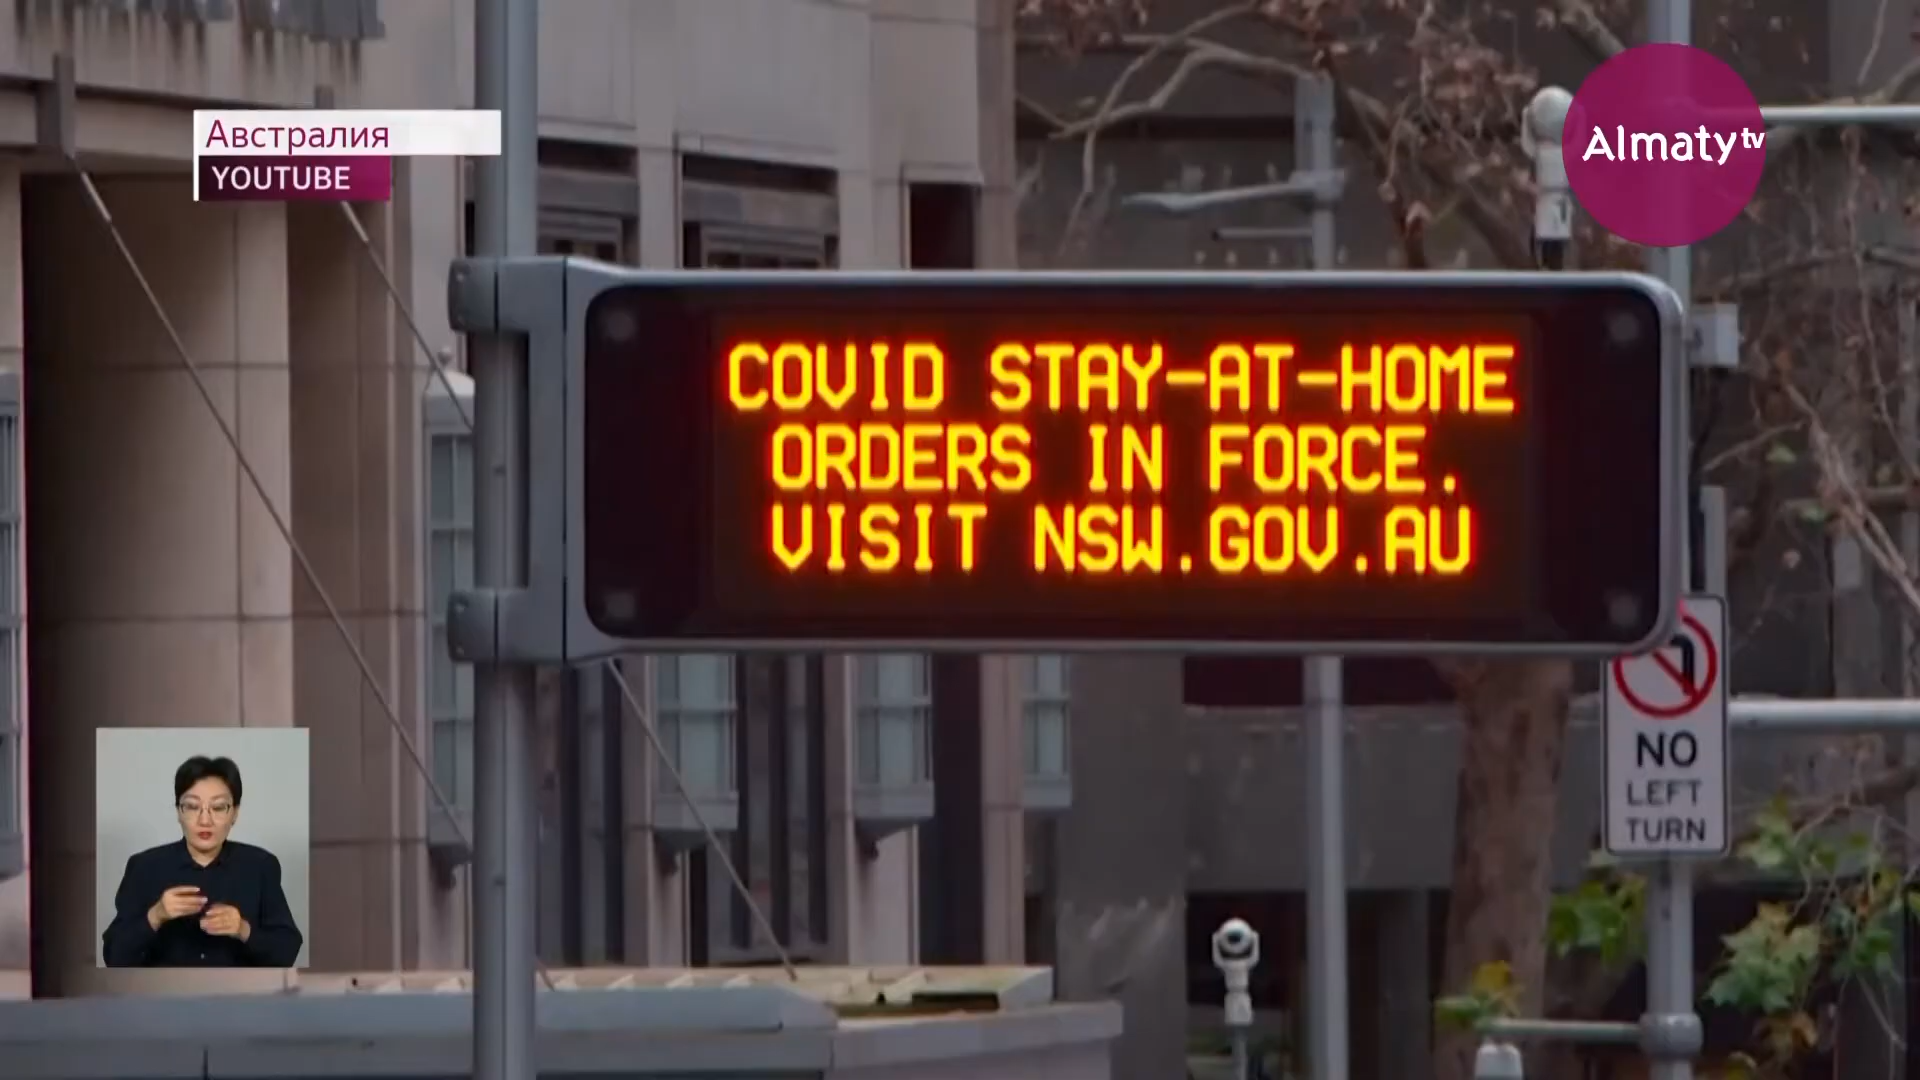 Австралия
YOUTUBE
Almaty tv
COVID STAY-AT-HOME
ORDERS IN FORCE.
VISIT NSW.GOV.AU
NO
LEFT
TURN